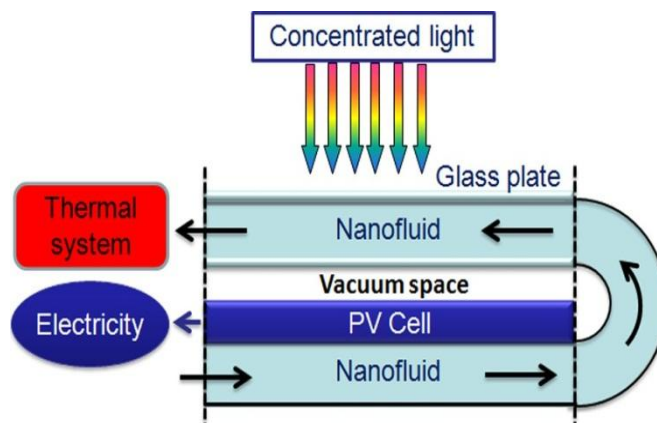 Concentrated light
Glass plate
Thermal
system
Nanofluid
Vacuum space
Electricity
PV Cell
Nanofluid